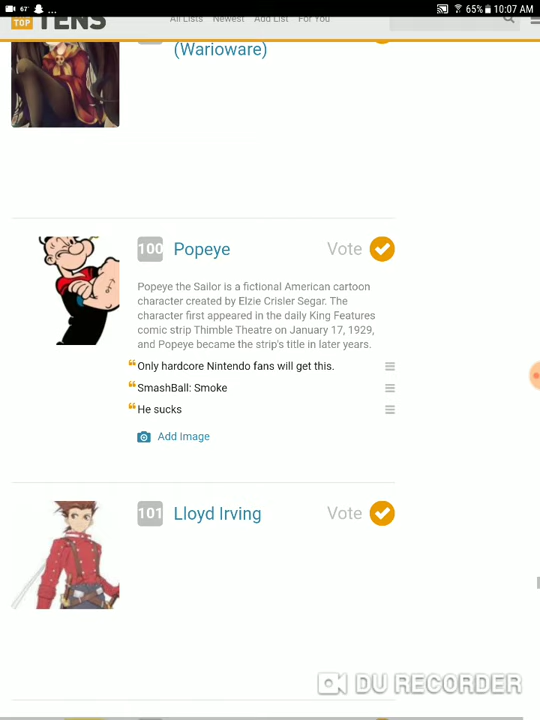 67°
...
65% 10:07 AM
TOP TENS
All Lists Newest Add List For You
(Warioware)
100 Popeye Vote
Popeye the Sailor is a fictional American cartoon
character created by Elzie Crisler Segar. The
character first appeared in the daily King Features
comic strip Thimble Theatre on January 17, 1929,
and Popeye became the strip's title in later years.
❝Only hardcore Nintendo fans will get this.
❝SmashBall: Smoke
❝He sucks
Add Image
101 Lloyd Irving Vote
DU RECORDER